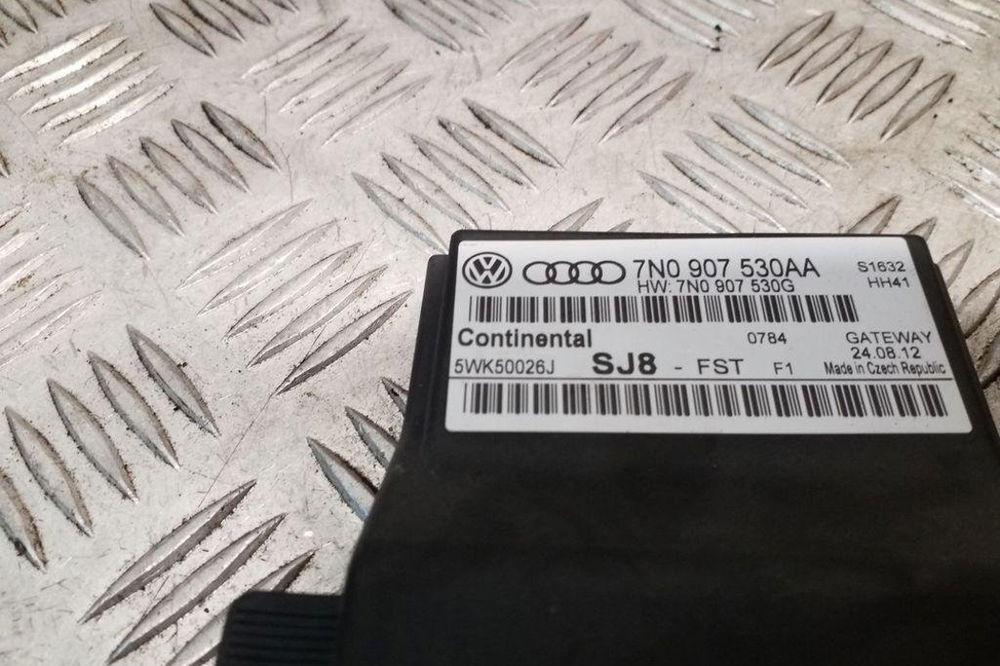 7N0 907 530AA S1632
HW: 7N0 907 530G HH41
Continental 0784 GATEWAY
24.08.12
5WK50026J SJ8 - FST F1 Made in Czech Republic